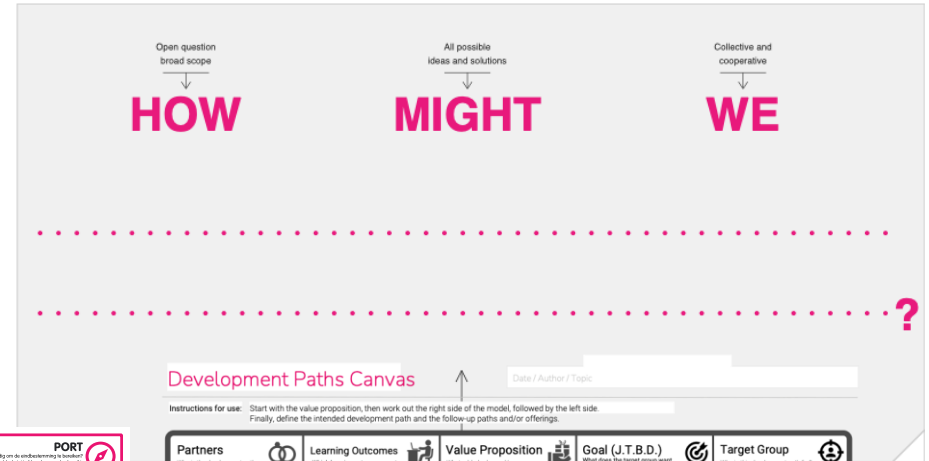 Open question
broad scope
All possible
ideas and solutions
Collective and
cooperative
HOW
MIGHT
WE
?
Development Paths Canvas
Date / Author / Topic
Instructions for use: Start with the value proposition, then work out the right side of the model, followed by the left side.
Finally, define the intended development path and the follow-up paths and/or offerings.
PORT
Partners
Learning Outcomes
Value Proposition
Goal (J.T.B.D.)
What does the target group want
Target Group